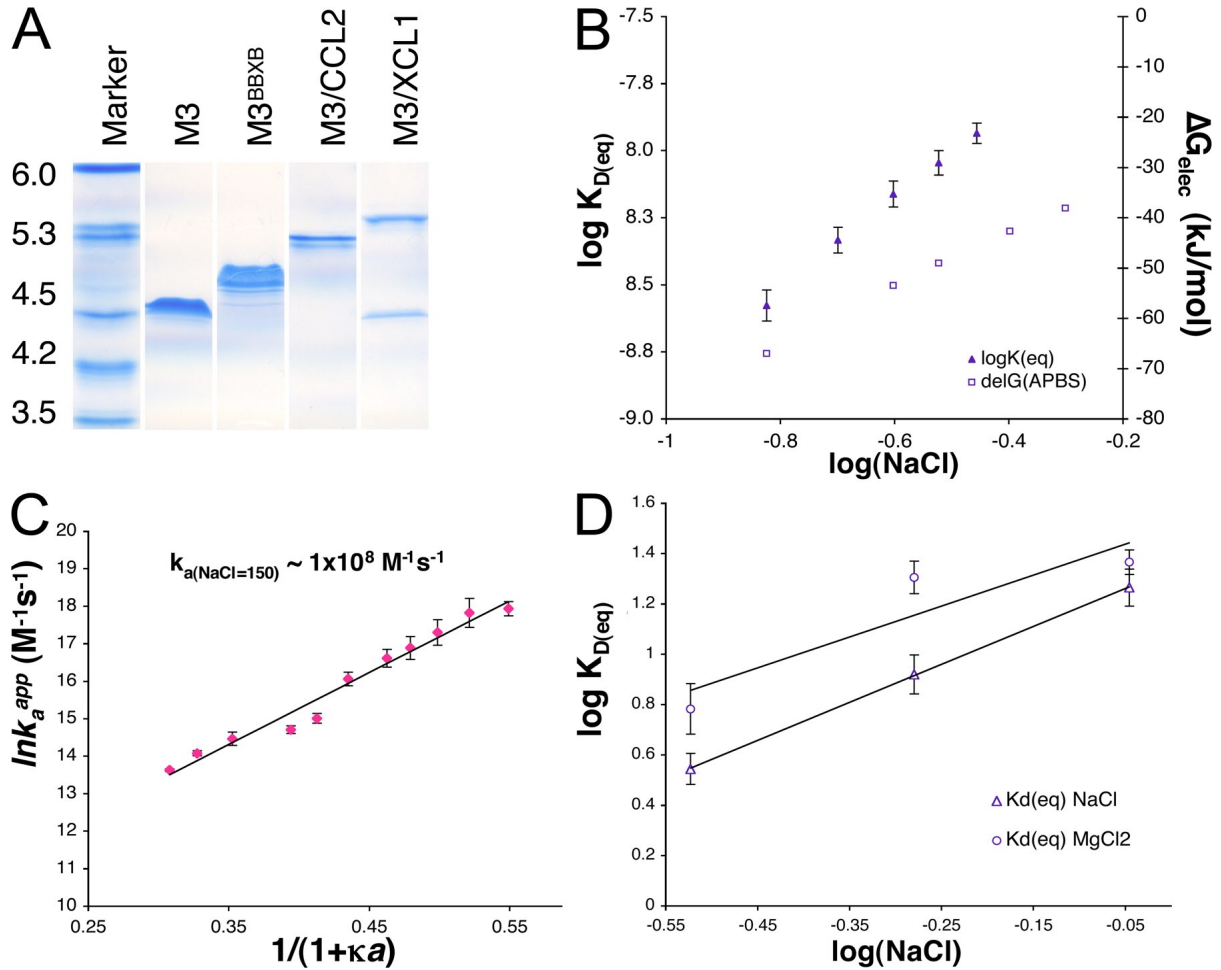 A
Marker
M3
M3BBXB
M3/CCL2
M3/XCL1
6.0
5.3
4.5
4.2
3.5
B
log KD(eq)
-7.5
-7.8
8.0
8.3
8.5
-8.8
-9.0
-1
-0.8
-0.6
-0.4
-0.2
log(NaCl)
0
-10
-20
-30
-40
-50
-60
-70
-80
ΔGelec (kJ/mol)
logK(eq)
delG(APBS)
C
lnkaapp (M-1s-1)
20
19
18
17
16
15
14
13
12
11
10
ka(NaCl=150) ~ 1x108 M-1s-1
0.25
0.35
0.45
0.55
1/(1+κa)
D
log KD(eq)
1.6
1.4
1.2
1
0.8
0.6
0.4
0.2
0
Kd(eq) NaCl
Kd(eq) MgCl2
-0.55
-0.45
-0.35
-0.25
-0.15
-0.05
log(NaCl)